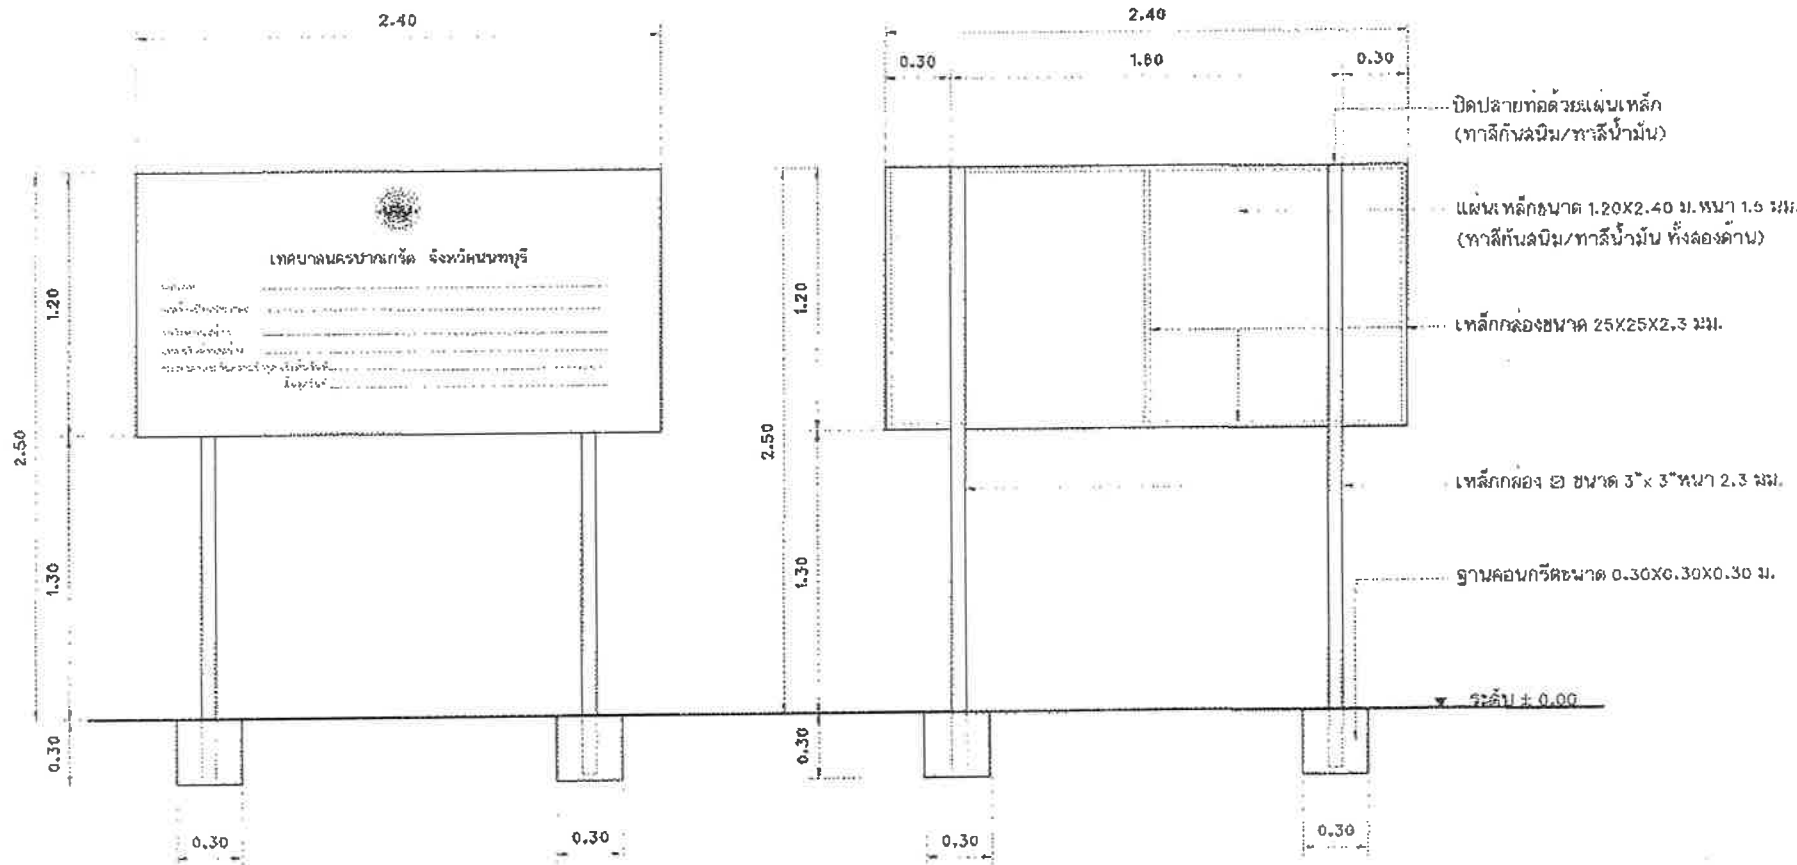 2.40
2.40
0.30
1.80
0.30
ปิดปลายท่อด้วยแผ่นเหล็ก
(ทาสีกันสนิม/ทาสีน้ำมัน)
แผ่นเหล็กขนาด 1.20X2.40 ม.หนา 1.5 มม.
(ทาสีกันสนิม/ทาสีน้ำมัน ทั้งสองด้าน)
เทศบาลนครปากเกร็ด จังหวัดนนทบุรี
1.20
1.20
เหล็กกล่องขนาด 25X25X2.3 มม.
2.50
2.50
เหล็กกล่อง ขนาด 3"x 3"หนา 2.3 มม.
1.30
1.30
ฐานคอนกรีตขนาด 0.30X0.30X0.30 ม.
ระดับ ± 0.00
0.30
0.30
0.30
0.30
0.30
0.30